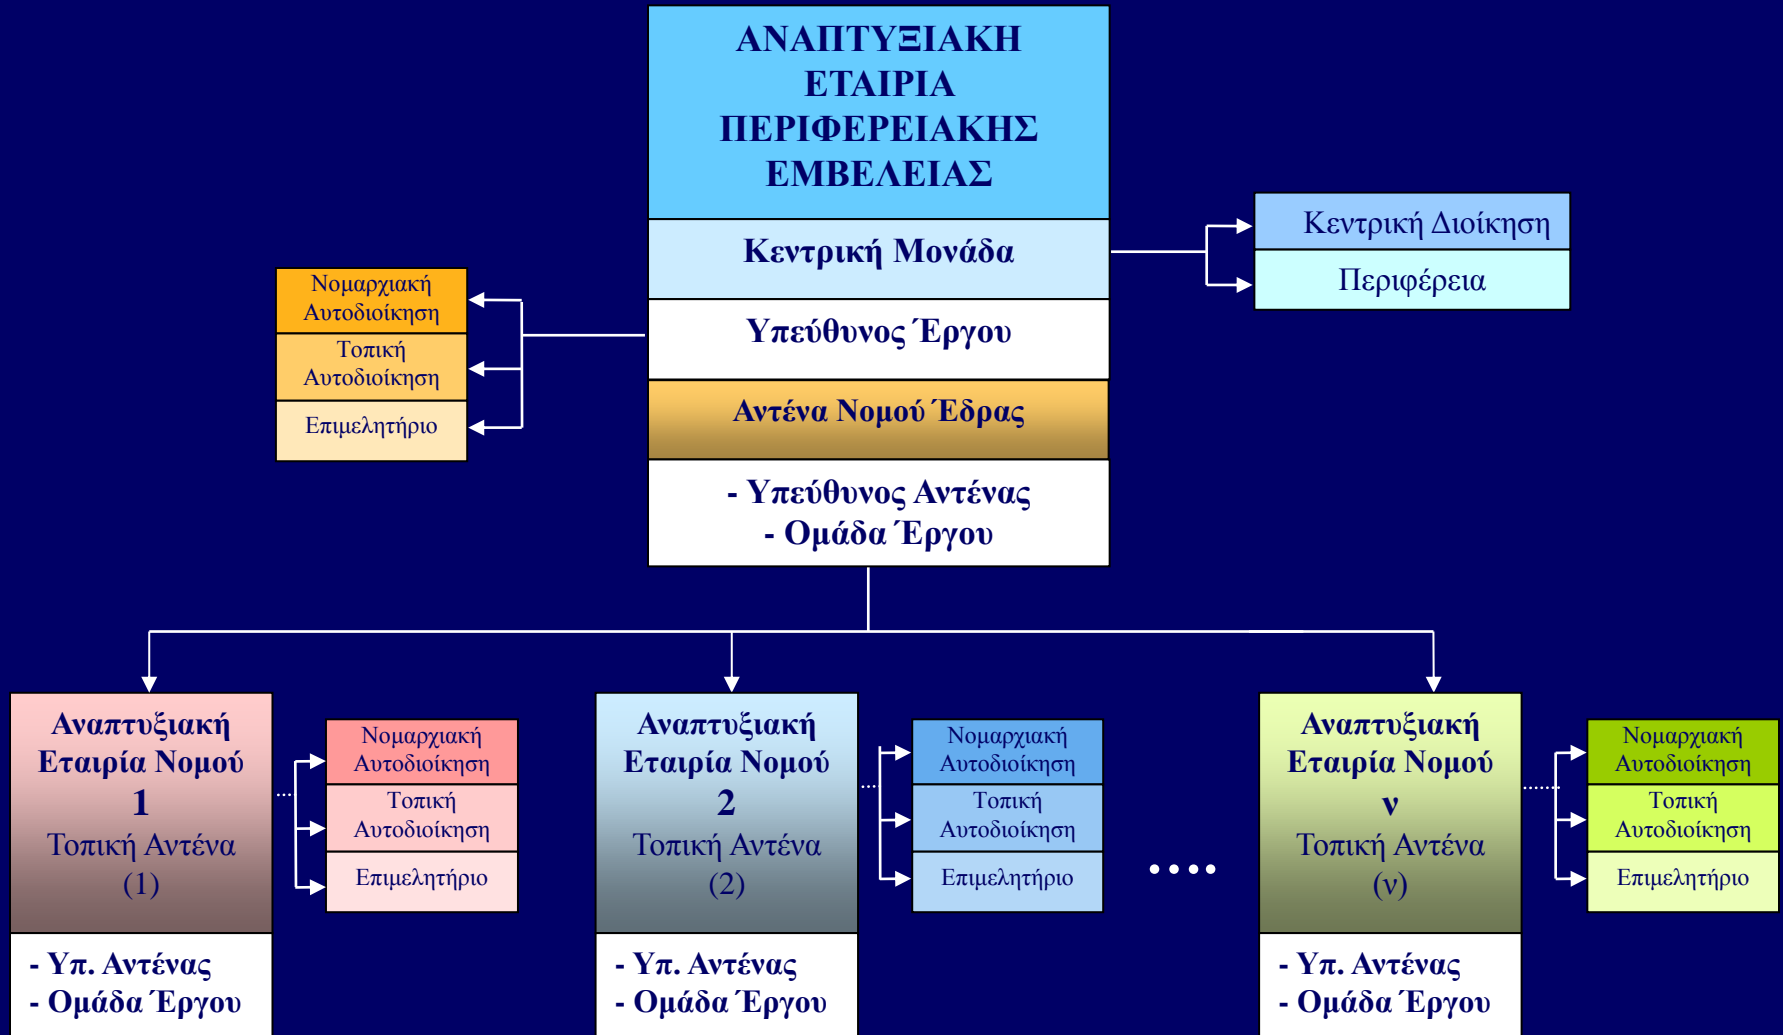 ΑΝΑΠΤΥΞΙΑΚΗ
ΕΤΑΙΡΙΑ
ΠΕΡΙΦΕΡΕΙΑΚΗΣ
ΕΜΒΕΛΕΙΑΣ
Κεντρική Μονάδα
Υπεύθυνος Έργου
Αντένα Νομού Έδρας
- Υπεύθυνος Αντένας
- Ομάδα Έργου
Κεντρική Διοίκηση
Περιφέρεια
Νομαρχιακή
Αυτοδιοίκηση
Τοπική
Αυτοδιοίκηση
Επιμελητήριο
Αναπτυξιακή
Εταιρία Νομού
1
Τοπική Αντένα
(1)
- Υπ. Αντένας
- Ομάδα Έργου
Νομαρχιακή
Αυτοδιοίκηση
Τοπική
Αυτοδιοίκηση
Επιμελητήριο
Αναπτυξιακή
Εταιρία Νομού
2
Τοπική Αντένα
(2)
- Υπ. Αντένας
- Ομάδα Έργου
Νομαρχιακή
Αυτοδιοίκηση
Τοπική
Αυτοδιοίκηση
Επιμελητήριο
....
Αναπτυξιακή
Εταιρία Νομού
ν
Τοπική Αντένα
(ν)
- Υπ. Αντένας
- Ομάδα Έργου
Νομαρχιακή
Αυτοδιοίκηση
Τοπική
Αυτοδιοίκηση
Επιμελητήριο